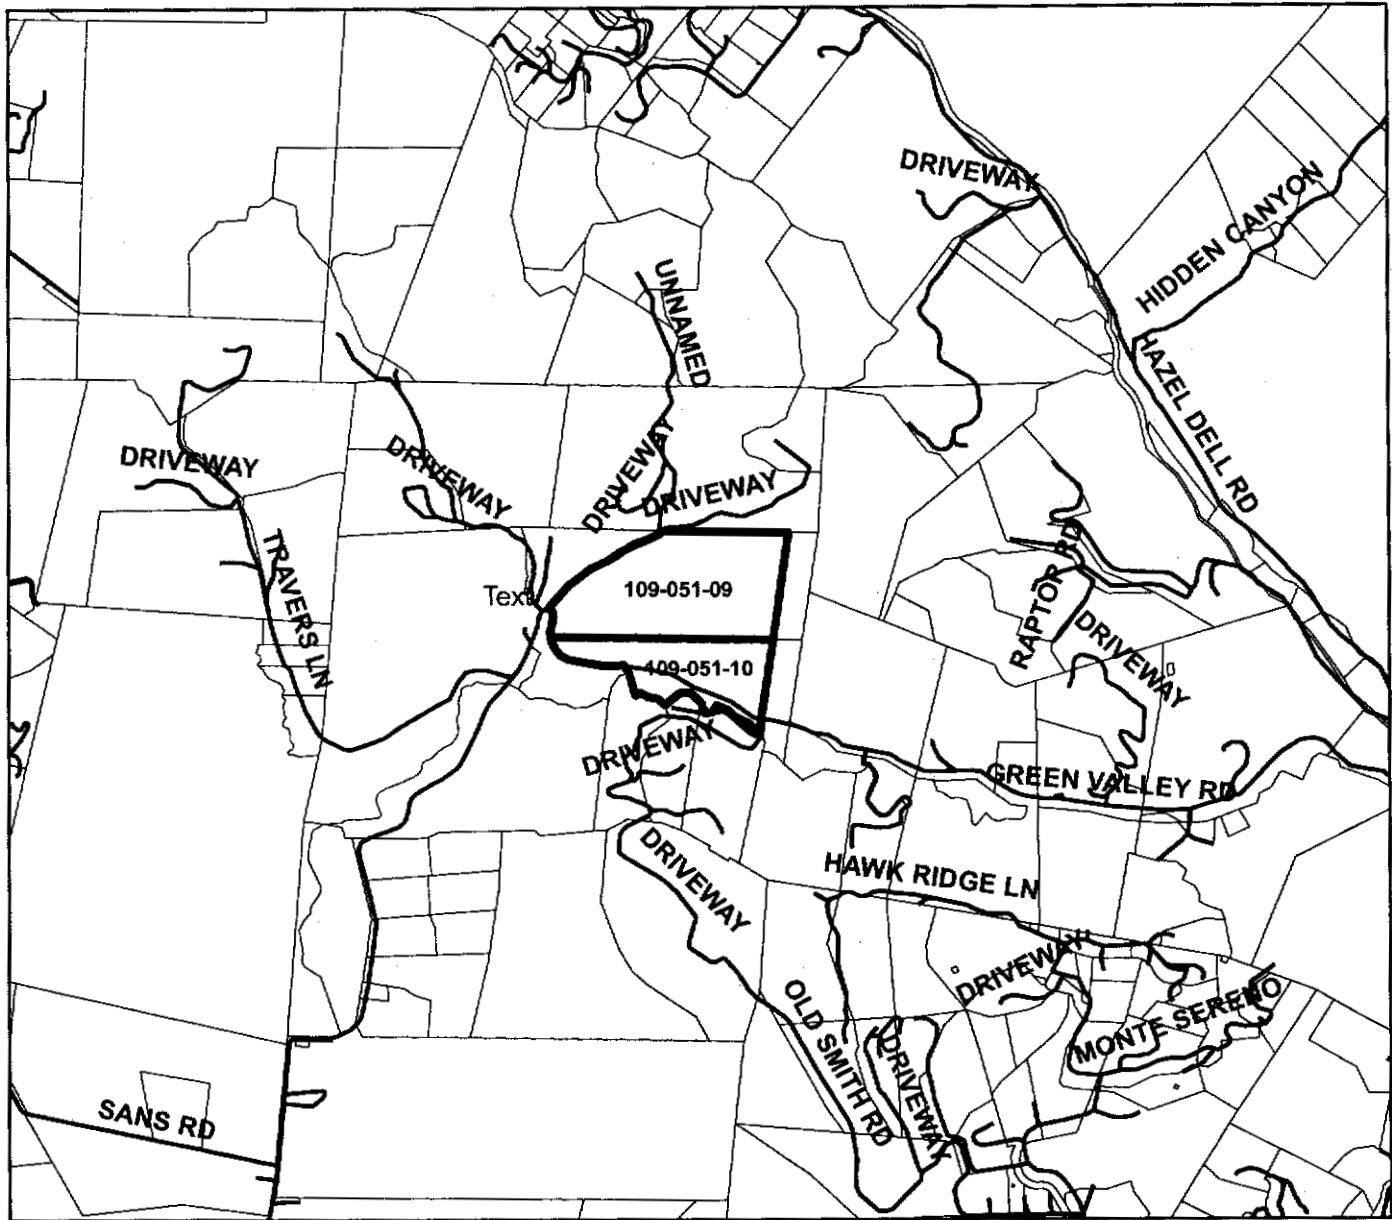 DRIVEWAY
HIDDEN CANYON
UNNAMED
HAZEL DELL RD
DRIVEWAY
DRIVEWAY
DRIVEWAY
DRIVEWAY
TRAVERS LN
Text
109-051-09
RAPTOR RD
DRIVEWAY
109-051-10
DRIVEWAY
GREEN VALLEY RD
DRIVEWAY
HAWK RIDGE LN
DRIVEWAY
OLD SMITH RD
MONTE SERENO
DRIVEWAY
SANS RD